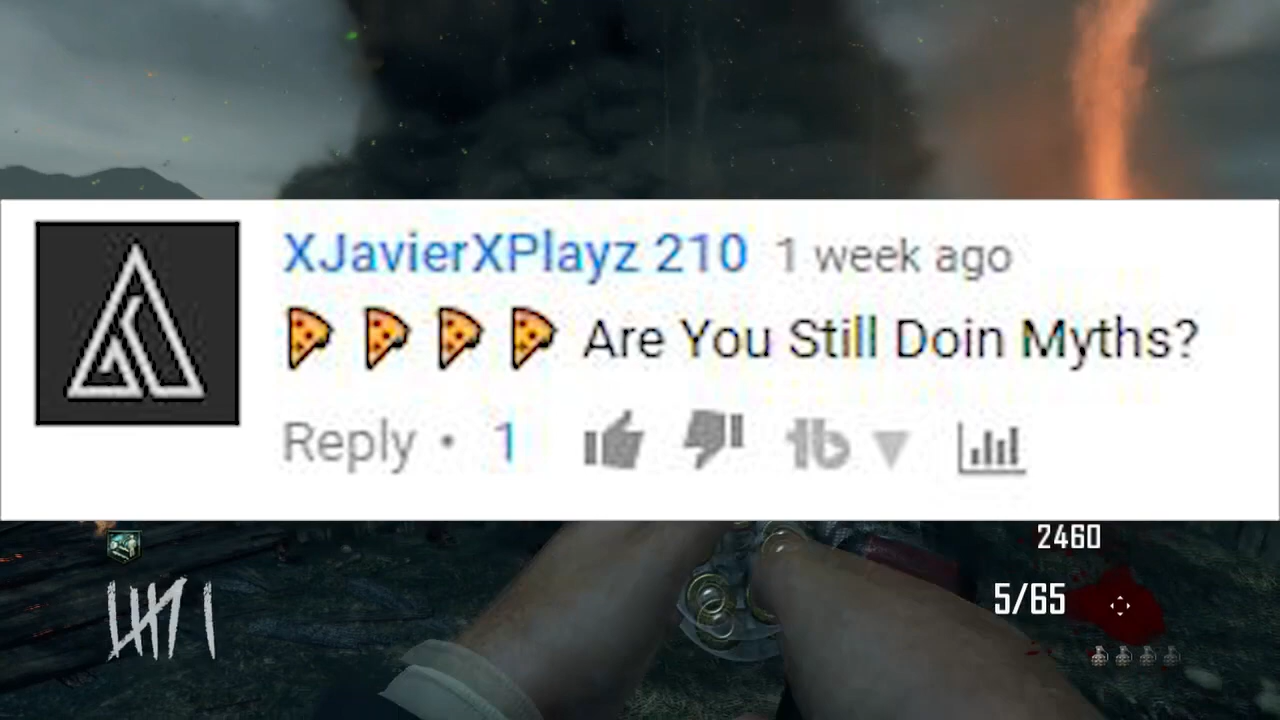 XJavierXPlayz 210 1 week ago
🍕 🍕 🍕 🍕 Are You Still Doin Myths?
Reply • 1
2460
5/65